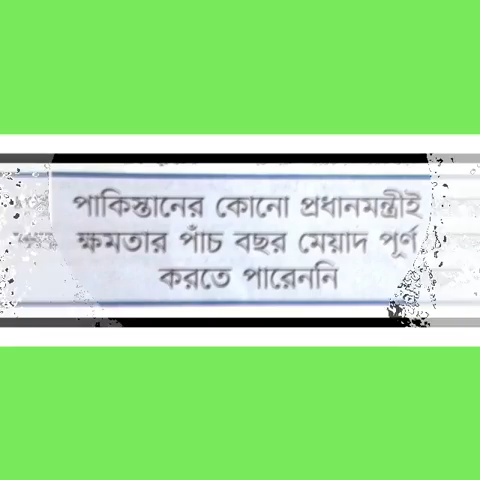 পাকিস্তানের কোনো প্রধানমন্ত্রীই
ক্ষমতার পাঁচ বছর মেয়াদ পূর্ণ
করতে পারেননি